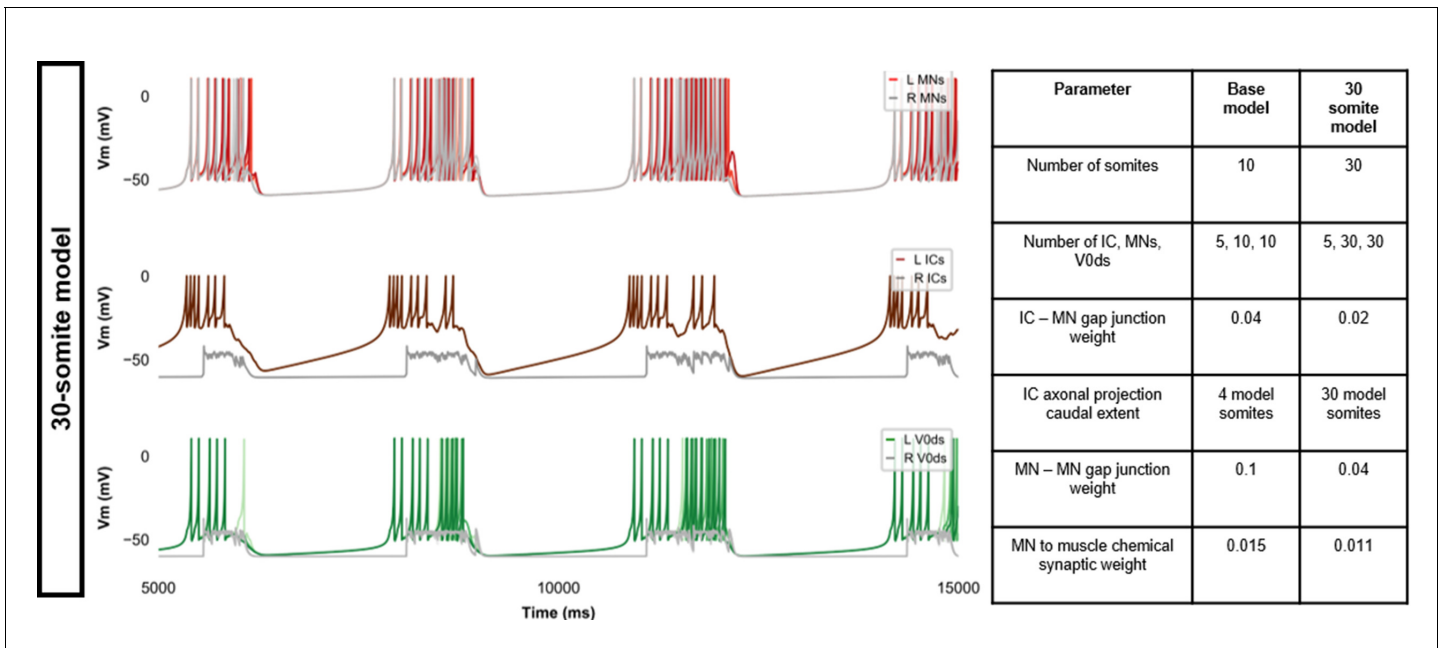 30-somite model
Vm (mV)
0
−50
L MNs
R MNs
Vm (mV)
0
−50
L ICs
R ICs
Vm (mV)
0
−50
L V0ds
R V0ds
5000
10000
15000
Time (ms)
Parameter
Base
model
30
somite
model
Number of somites
10
30
Number of IC, MNs,
V0ds
5, 10, 10
5, 30, 30
IC – MN gap junction
weight
0.04
0.02
IC axonal projection
caudal extent
4 model
somites
30 model
somites
MN – MN gap junction
weight
0.1
0.04
MN to muscle chemical
synaptic weight
0.015
0.011